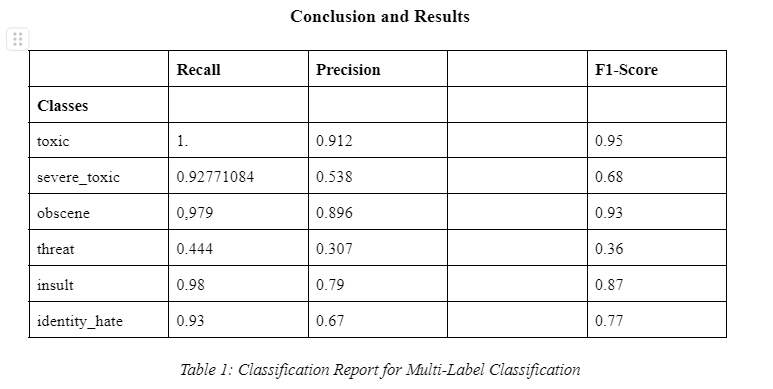 Conclusion and Results
Recall Precision F1-Score
Classes
toxic 1. 0.912 0.95
severe_toxic 0.92771084 0.538 0.68
obscene 0,979 0.896 0.93
threat 0.444 0.307 0.36
insult 0.98 0.79 0.87
identity_hate 0.93 0.67 0.77
Table 1: Classification Report for Multi-Label Classification